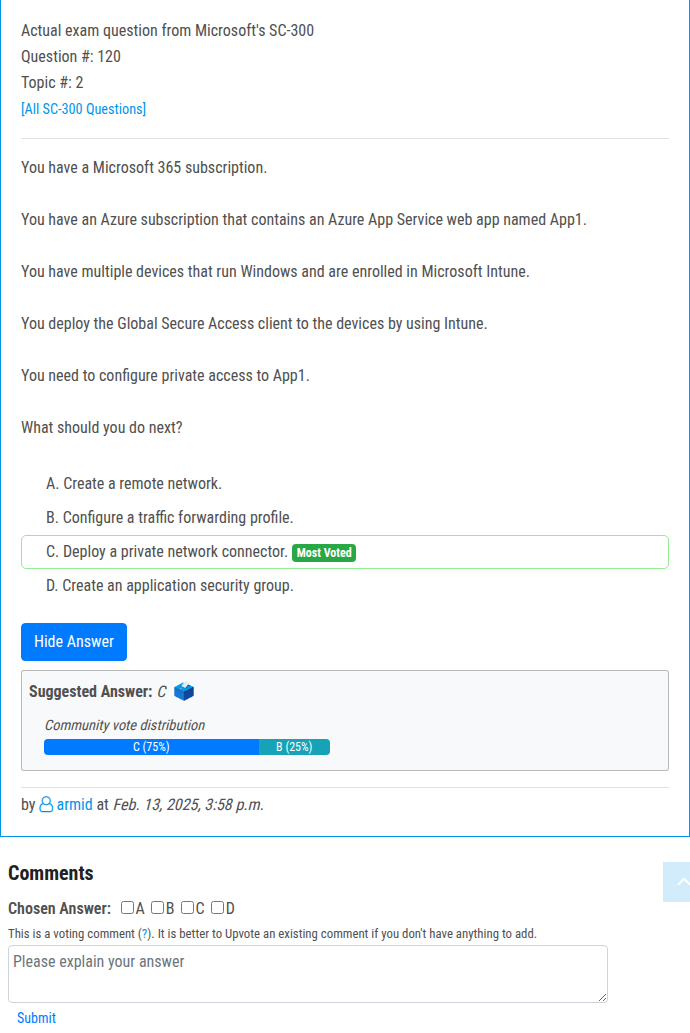 Actual exam question from Microsoft's SC-300
Question #: 120
Topic #: 2
[All SC-300 Questions]
You have a Microsoft 365 subscription.
You have an Azure subscription that contains an Azure App Service web app named App1.
You have multiple devices that run Windows and are enrolled in Microsoft Intune.
You deploy the Global Secure Access client to the devices by using Intune.
You need to configure private access to App1.
What should you do next?
A. Create a remote network.
B. Configure a traffic forwarding profile.
C. Deploy a private network connector. Most Voted
D. Create an application security group.
Hide Answer
Suggested Answer: C
Community vote distribution
C (75%) B (25%)
by armid at Feb. 13, 2025, 3:58 p.m.
Comments
Chosen Answer: A B C D
This is a voting comment (?). It is better to Upvote an existing comment if you don't have anything to add.
Please explain your answer
Submit